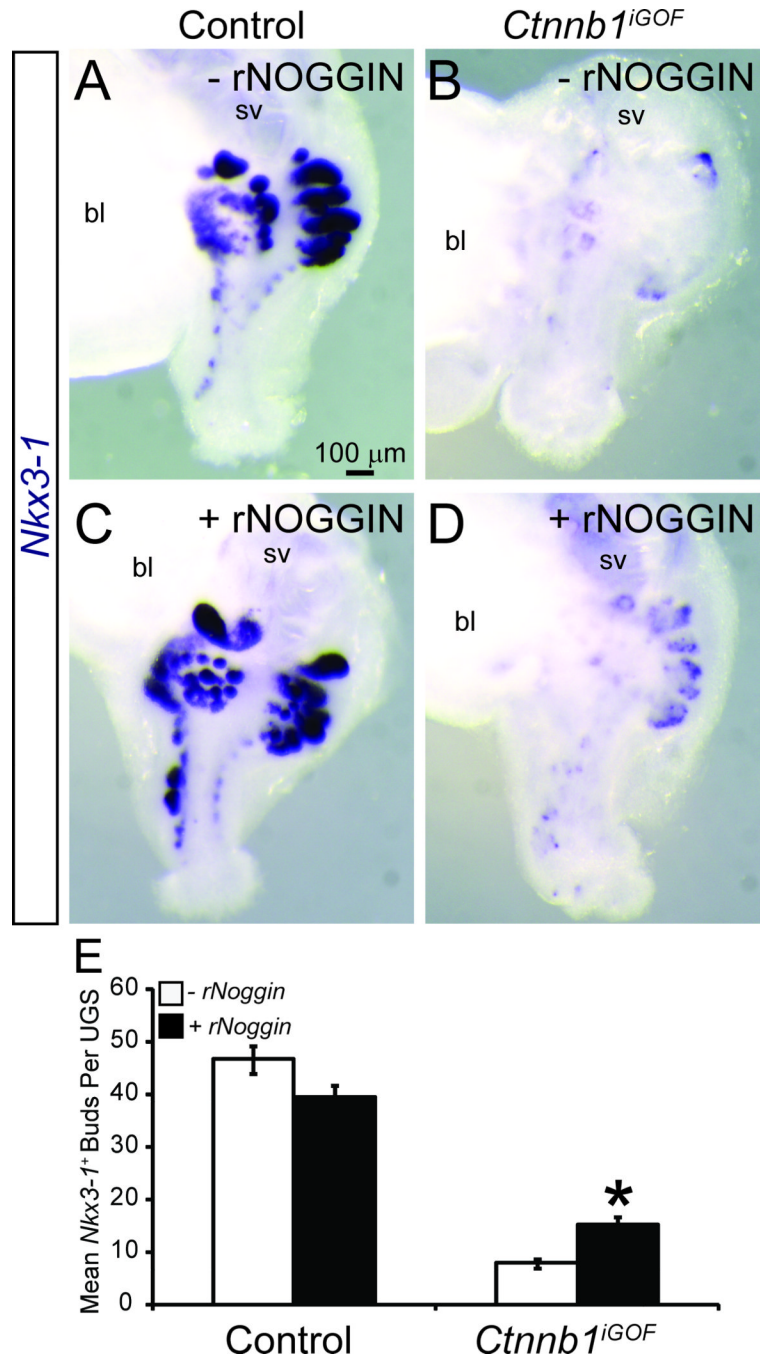 Control Ctnnb1iGOF
Nkx3-1
A - rNOGGIN
sv
bl
100 μm
B - rNOGGIN
sv
bl
C + rNOGGIN
sv
bl
D + rNOGGIN
sv
bl
E
- rNoggin
+ rNoggin
Mean Nkx3-1+ Buds Per UGS
60
50
40
30
20
10
0
*
Control Ctnnb1iGOF